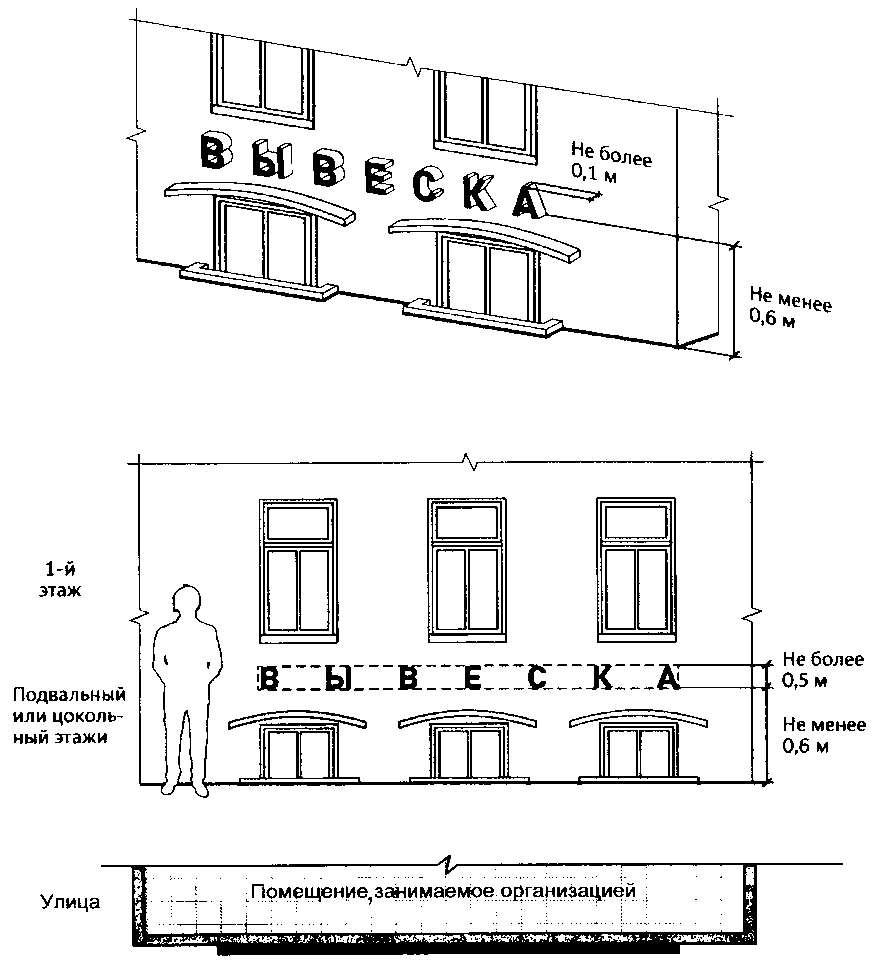 ВЫВЕСКА
Не более
0,1 м
Не менее
0,6 м
1-й
этаж
Подвальный
или цоколь-
ный этажи
ВЫВЕСКА
Не более
0,5 м
Не менее
0,6 м
Улица
Помещение, занимаемое организацией